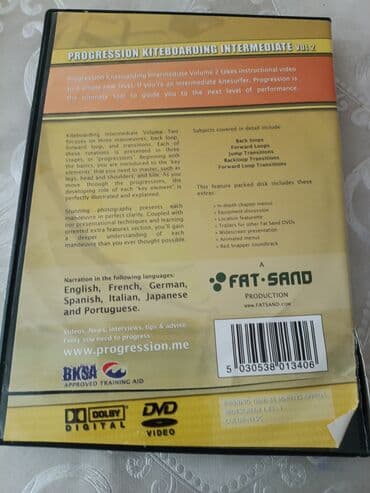 PROGRESSION KITEBOARDING INTERMEDIATE VOL 2
Progression Kiteboarding Intermediate Volume 2 takes instructional video
to a whole new level. If you're an intermediate kitesurfer, Progression is
the ultimate tool to guide you to the next level of performance.
Kiteboarding Intermediate Volume Two
focuses on three manoeuvres; back loop,
forward loop, and transitions. Each of
these rotations is presented in three
stages, or "progressions". Beginning with the
basics, you are introduced to the "key
elements" that you need to master, such as
legs, head and shoulders, and kite. As you
move through the progressions, the
developing role of each "key element" is
perfectly illustrated and explained.
Stunning photography presents each
manoeuvre in perfect clarity. Coupled with
our presentational techniques and learning
oriented extra features section, you'll gain
a deeper understanding of each
manoeuvre than you ever thought possible.
Subjects covered in detail include:
Back loops
Forward Loops
Jump Transitions
Backloop Transitions
Forward Loop Transitions
This feature packed disk includes these
extras:
• In-depth chapter menus
• Equipment discussion
• Location featurette
• Trailers for other Fat Sand DVDs
• Widescreen presentation
• Animated menus
• Red Snapper soundtrack
Narration in the following languages:
English, French, German,
Spanish, Italian, Japanese
and Portuguese.
A
FAT·SAND
PRODUCTION
www.FATSAND.com
Videos, News, interviews, tips & advice.
Every you need to progress:
www.progression.me
BKSA
APPROVED TRAINING AID
5 030538 013406
DOLBY
DIGITAL
DVD
VIDEO